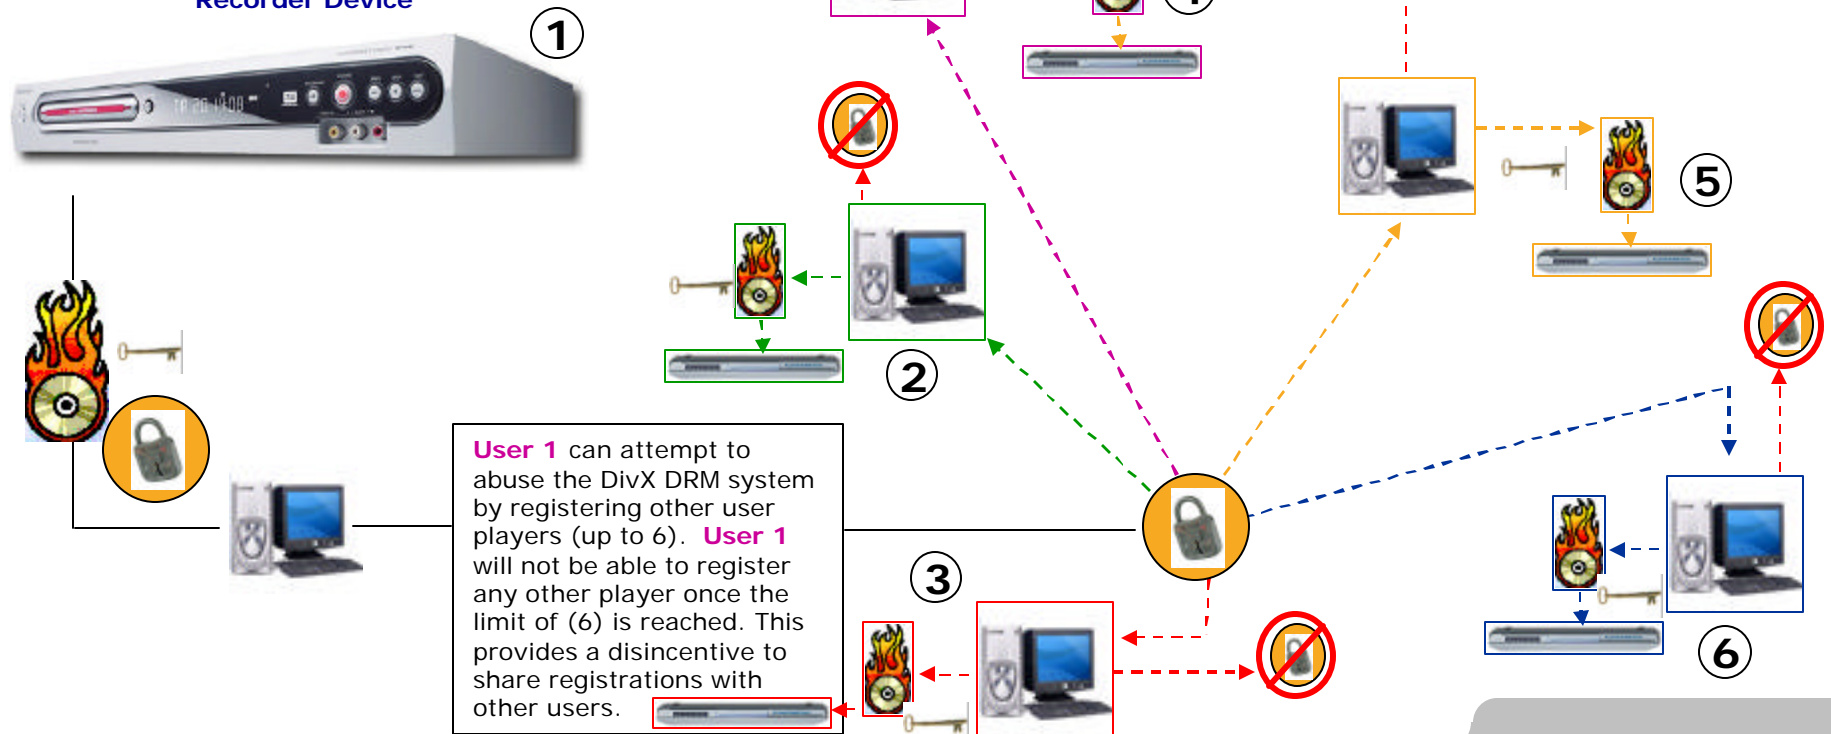 Recorder Device
1
2
3
5
6
User 1 can attempt to
abuse the DivX DRM system
by registering other user
players (up to 6). User 1
will not be able to register
any other player once the
limit of (6) is reached. This
provides a disincentive to
share registrations with
other users.